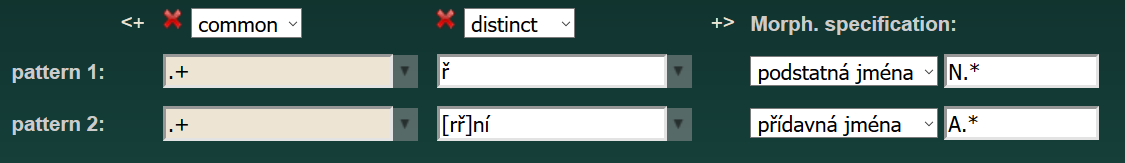 <+ common distinct +> Morph. specification:
pattern 1: .+ ř podstatná jména N.*
pattern 2: .+ [rř]ní přídavná jména A.*